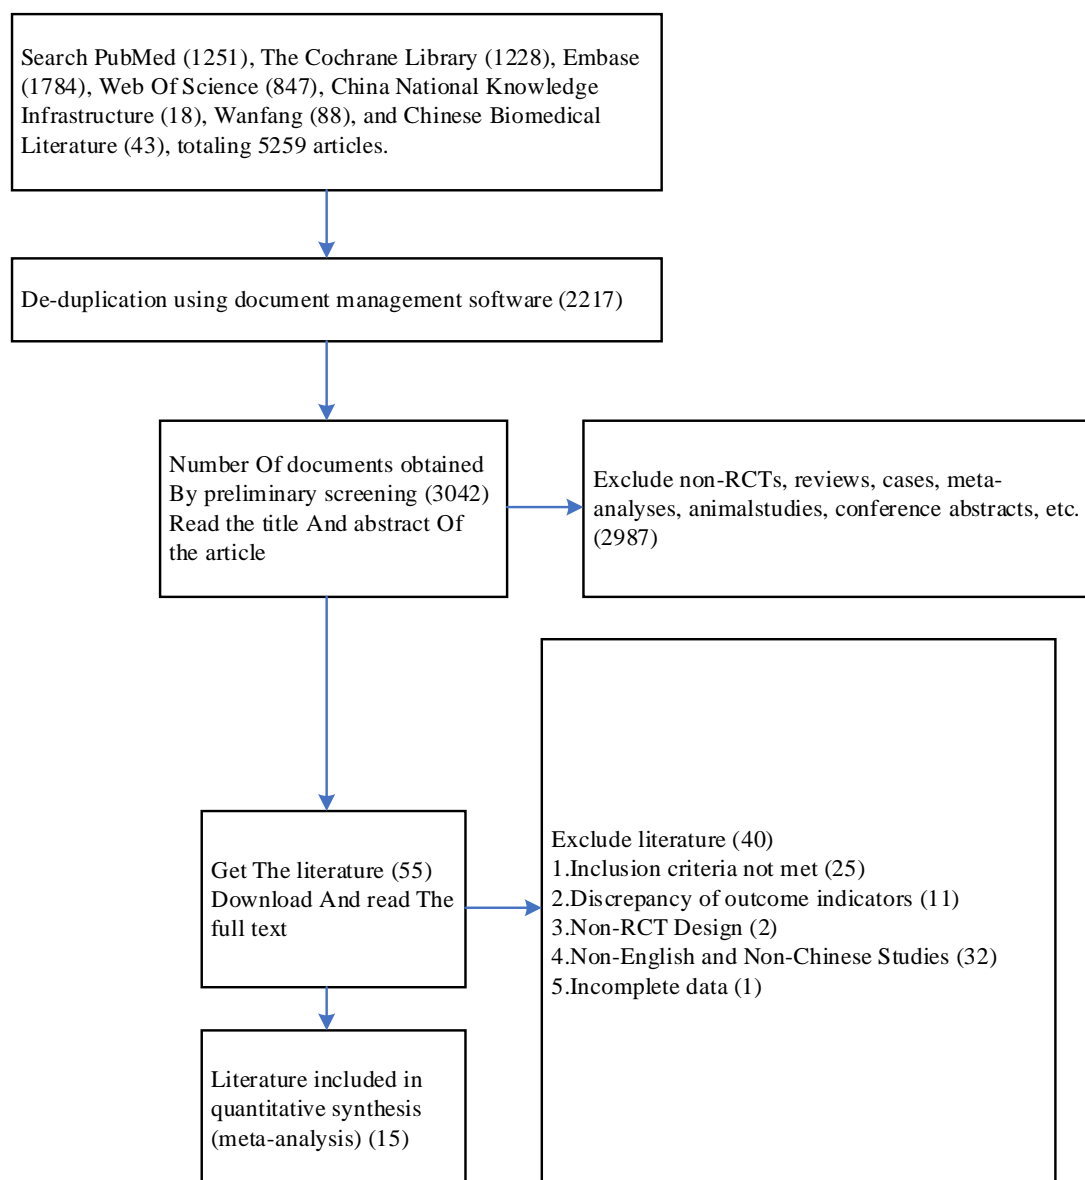 Search PubMed (1251), The Cochrane Library (1228), Embase
(1784), Web Of Science (847), China National Knowledge
Infrastructure (18), Wanfang (88), and Chinese Biomedical
Literature (43), totaling 5259 articles.
De-duplication using document management software (2217)
Number Of documents obtained
By preliminary screening (3042)
Read the title And abstract Of
the article
Exclude non-RCTs, reviews, cases, meta-
analyses, animalstudies, conference abstracts, etc.
(2987)
Get The literature (55)
Download And read The
full text
Exclude literature (40)
1.Inclusion criteria not met (25)
2.Discrepancy of outcome indicators (11)
3.Non-RCT Design (2)
4.Non-English and Non-Chinese Studies (32)
5.Incomplete data (1)
Literature included in
quantitative synthesis
(meta-analysis) (15)